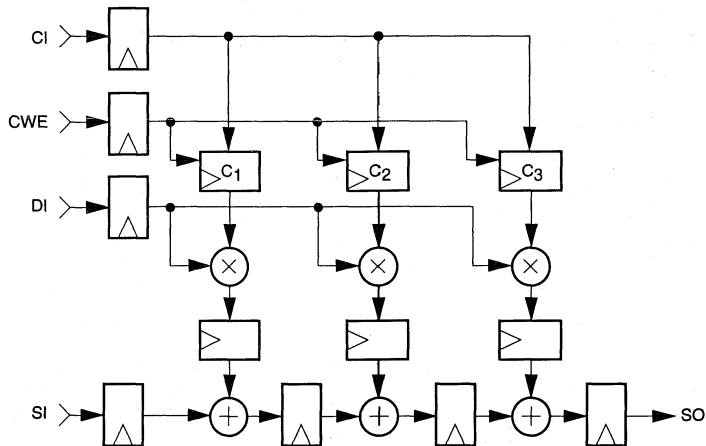 CI
CWE
C1 C2 C3
DI
× × ×
SI + + + SO